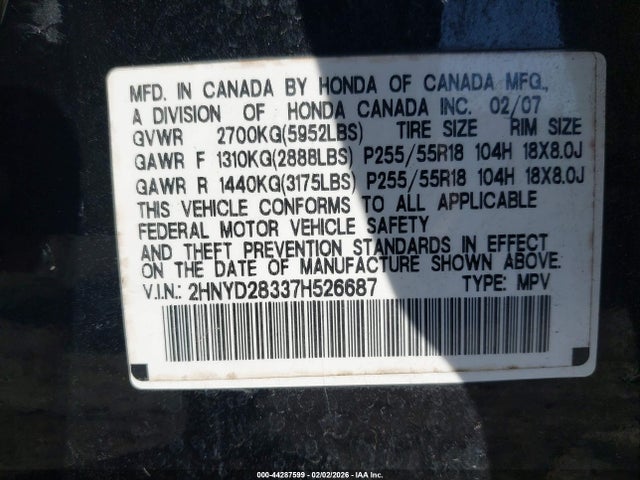 MFD. IN CANADA BY HONDA OF CANADA MFG.,
A DIVISION OF HONDA CANADA INC. 02/07
GVWR 2700KG(5952LBS) TIRE SIZE RIM SIZE
GAWR F 1310KG(2888LBS) P255/55R18 104H 18X8.0J
GAWR R 1440KG(3175LBS) P255/55R18 104H 18X8.0J
THIS VEHICLE CONFORMS TO ALL APPLICABLE
FEDERAL MOTOR VEHICLE SAFETY
AND THEFT PREVENTION STANDARDS IN EFFECT
ON THE DATE OF MANUFACTURE SHOWN ABOVE.
V.I.N.: 2HNYD28337H526687 TYPE: MPV
000-44287599 - 02/02/2026 - IAA Inc.